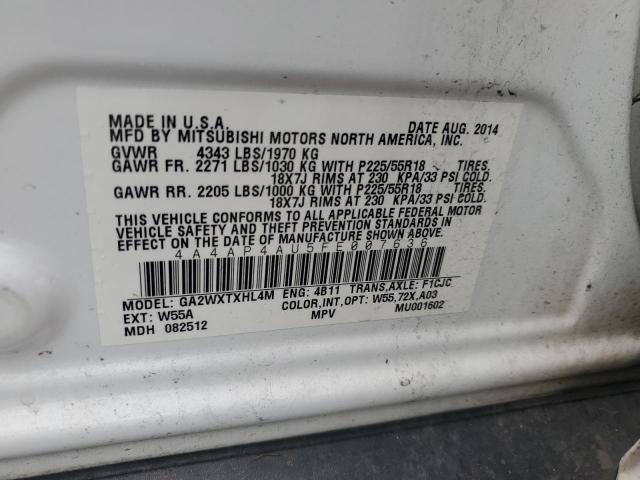 MADE IN U.S.A. DATE AUG. 2014
MFD BY MITSUBISHI MOTORS NORTH AMERICA, INC.
GVWR 4343 LBS/1970 KG
GAWR FR. 2271 LBS/1030 KG WITH P225/55R18 TIRES.
18X7J RIMS AT 230 KPA/33 PSI COLD.
GAWR RR. 2205 LBS/1000 KG WITH P225/55R18 TIRES.
18X7J RIMS AT 230 KPA/33 PSI COLD.
THIS VEHICLE CONFORMS TO ALL APPLICABLE FEDERAL MOTOR
VEHICLE SAFETY AND THEFT PREVENTION STANDARDS IN
EFFECT ON THE DATE OF MANUFACTURE SHOWN ABOVE.
4A4AP4AU5FE007636
MODEL: GA2WXTXHL4M ENG: 4B11 TRANS,AXLE: F1CJC
EXT: W55A COLOR,INT,OPT: W55,72X,A03
MDH 082512 MPV MU001602